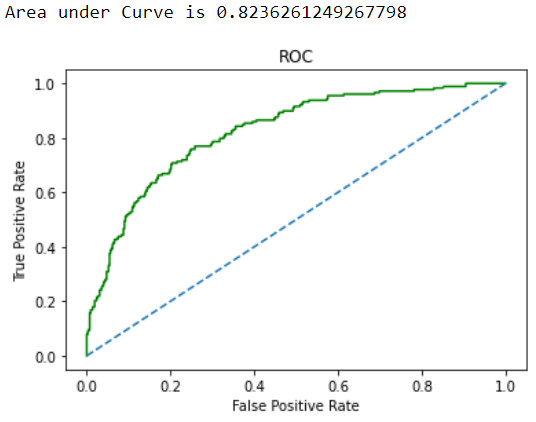 Area under Curve is 0.8236261249267798
ROC
1.0
0.8
0.6
0.4
0.2
0.0
True Positive Rate
0.0 0.2 0.4 0.6 0.8 1.0
False Positive Rate